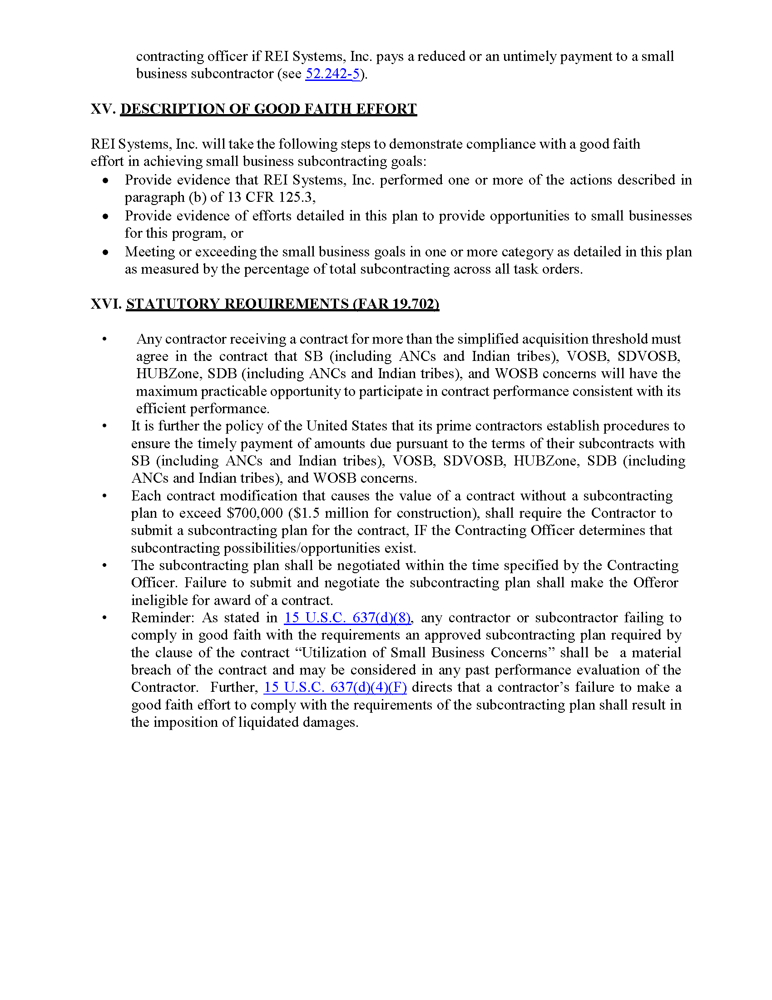 contracting officer if REI Systems, Inc. pays a reduced or an untimely payment to a small
business subcontractor (see 52.242-5).
XV. DESCRIPTION OF GOOD FAITH EFFORT
REI Systems, Inc. will take the following steps to demonstrate compliance with a good faith
effort in achieving small business subcontracting goals:
• Provide evidence that REI Systems, Inc. performed one or more of the actions described in
paragraph (b) of 13 CFR 125.3,
• Provide evidence of efforts detailed in this plan to provide opportunities to small businesses
for this program, or
• Meeting or exceeding the small business goals in one or more category as detailed in this plan
as measured by the percentage of total subcontracting across all task orders.
XVI. STATUTORY REQUIREMENTS (FAR 19.702)
• Any contractor receiving a contract for more than the simplified acquisition threshold must
agree in the contract that SB (including ANCs and Indian tribes), VOSB, SDVOSB,
HUBZone, SDB (including ANCs and Indian tribes), and WOSB concerns will have the
maximum practicable opportunity to participate in contract performance consistent with its
efficient performance.
• It is further the policy of the United States that its prime contractors establish procedures to
ensure the timely payment of amounts due pursuant to the terms of their subcontracts with
SB (including ANCs and Indian tribes), VOSB, SDVOSB, HUBZone, SDB (including
ANCs and Indian tribes), and WOSB concerns.
• Each contract modification that causes the value of a contract without a subcontracting
plan to exceed $700,000 ($1.5 million for construction), shall require the Contractor to
submit a subcontracting plan for the contract, IF the Contracting Officer determines that
subcontracting possibilities/opportunities exist.
• The subcontracting plan shall be negotiated within the time specified by the Contracting
Officer. Failure to submit and negotiate the subcontracting plan shall make the Offeror
ineligible for award of a contract.
• Reminder: As stated in 15 U.S.C. 637(d)(8), any contractor or subcontractor failing to
comply in good faith with the requirements an approved subcontracting plan required by
the clause of the contract “Utilization of Small Business Concerns” shall be a material
breach of the contract and may be considered in any past performance evaluation of the
Contractor. Further, 15 U.S.C. 637(d)(4)(F) directs that a contractor’s failure to make a
good faith effort to comply with the requirements of the subcontracting plan shall result in
the imposition of liquidated damages.